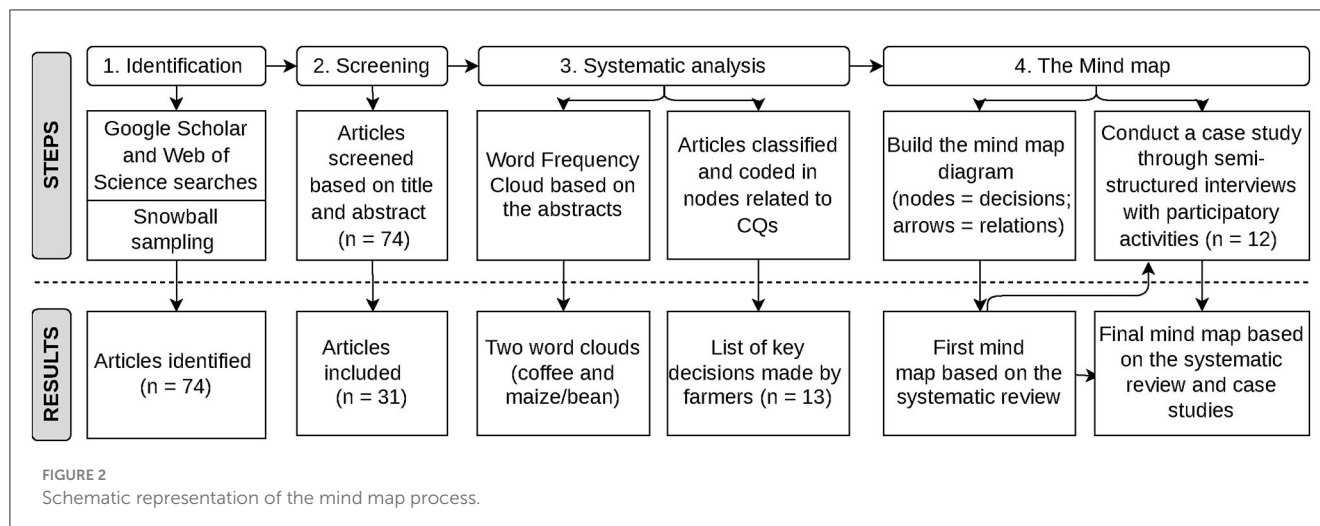 1. Identification
2. Screening
3. Systematic analysis
4. The Mind map
STEPS
Google Scholar
and Web of
Science searches
Snowball
sampling
Articles
screened
based on title
and abstract
(n = 74)
Word Frequency
Cloud based on
the abstracts
Articles classified
and coded in
nodes related to
CQs
Build the mind map
diagram
(nodes = decisions;
arrows = relations)
Conduct a case study
through semi-
structured interviews
with participatory
activities (n = 12)
RESULTS
Articles identified
(n = 74)
Articles
included
(n = 31)
Two word clouds
(coffee and
maize/bean)
List of key
decisions made by
farmers (n = 13)
First mind
map based on the
systematic review
Final mind map based
on the systematic
review and case
studies
FIGURE 2
Schematic representation of the mind map process.